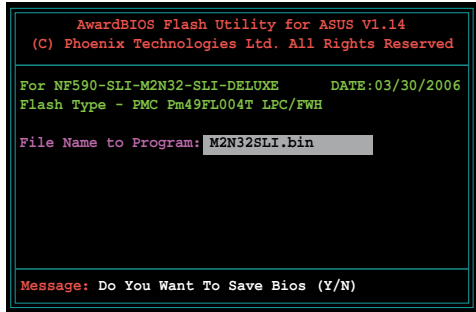 AwardBIOS Flash Utility for ASUS V1.14
(C) Phoenix Technologies Ltd. All Rights Reserved
For NF590-SLI-M2N32-SLI-DELUXE DATE:03/30/2006
Flash Type - PMC Pm49FL004T LPC/FWH
File Name to Program: M2N32SLI.bin
Message: Do You Want To Save Bios (Y/N)